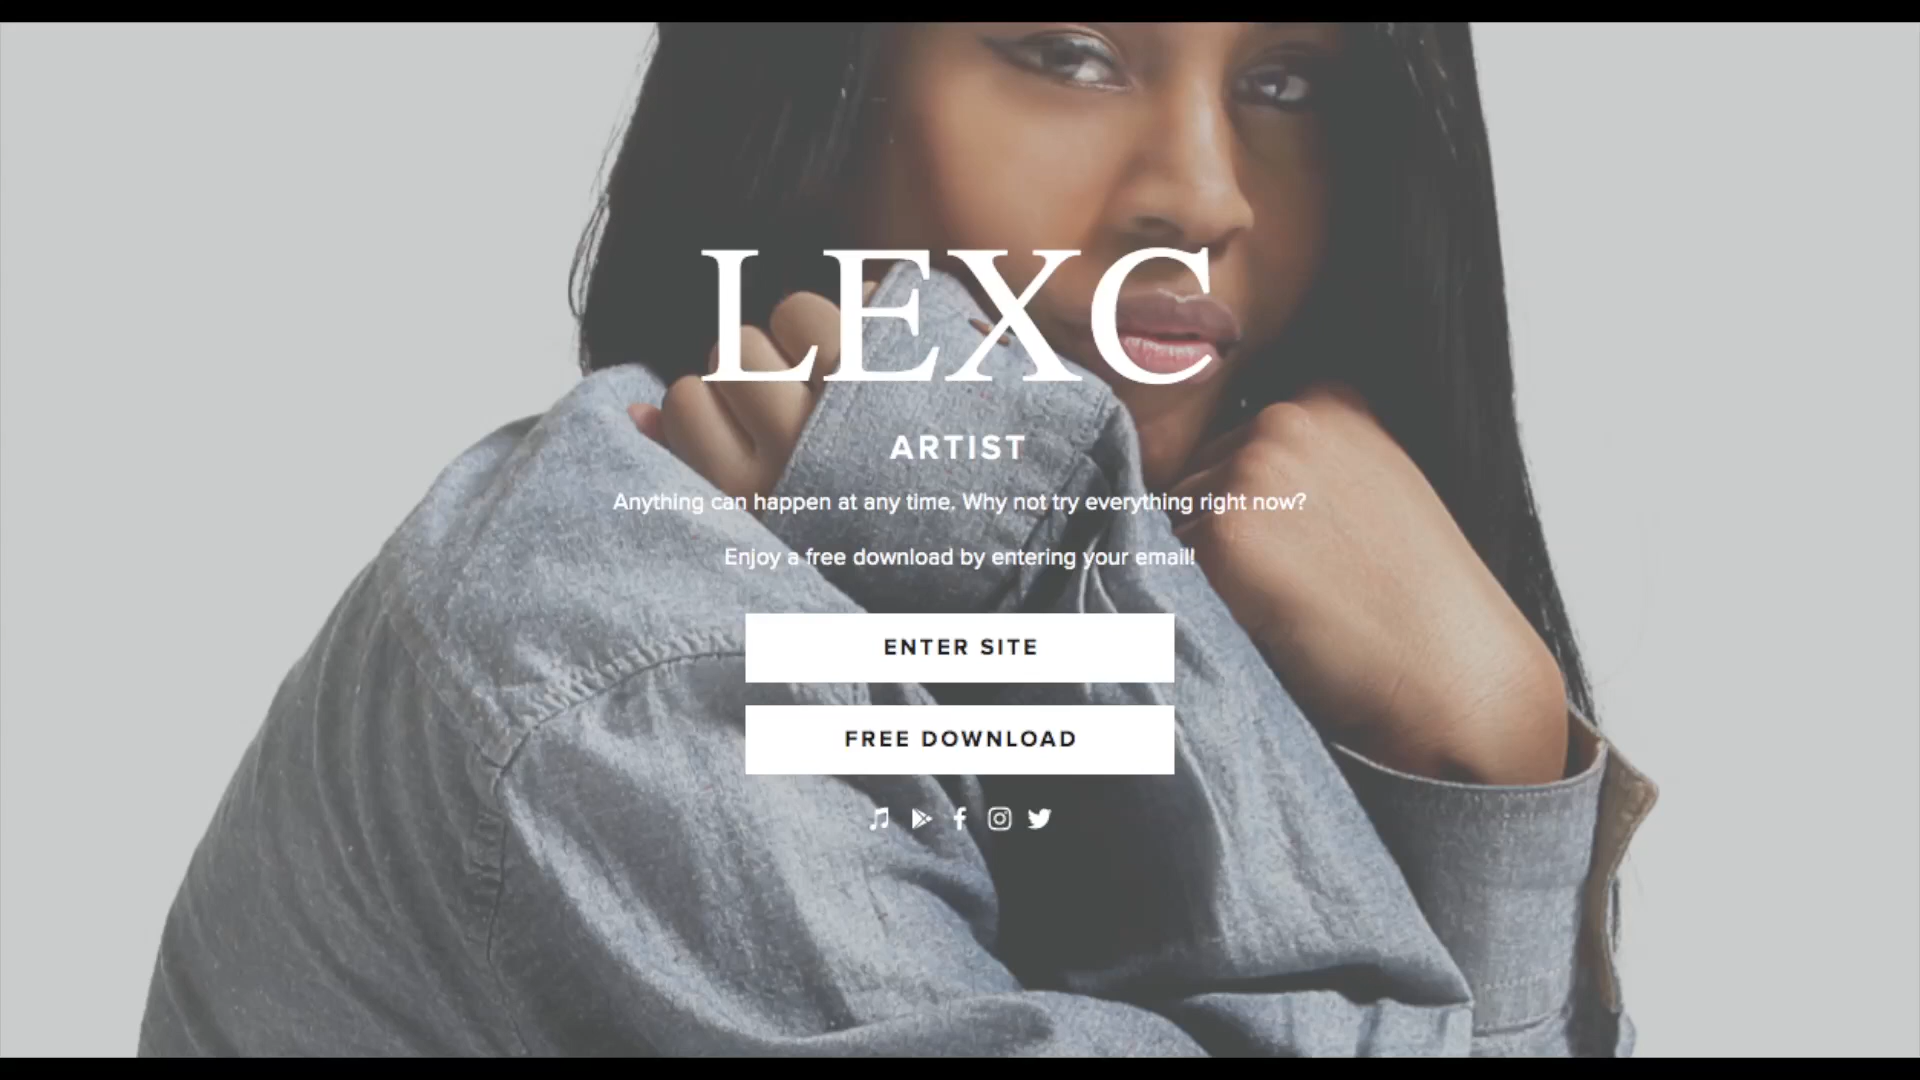 LEXC
ARTIST
Anything can happen at any time. Why not try everything right now?
Enjoy a free download by entering your email!
ENTER SITE
FREE DOWNLOAD